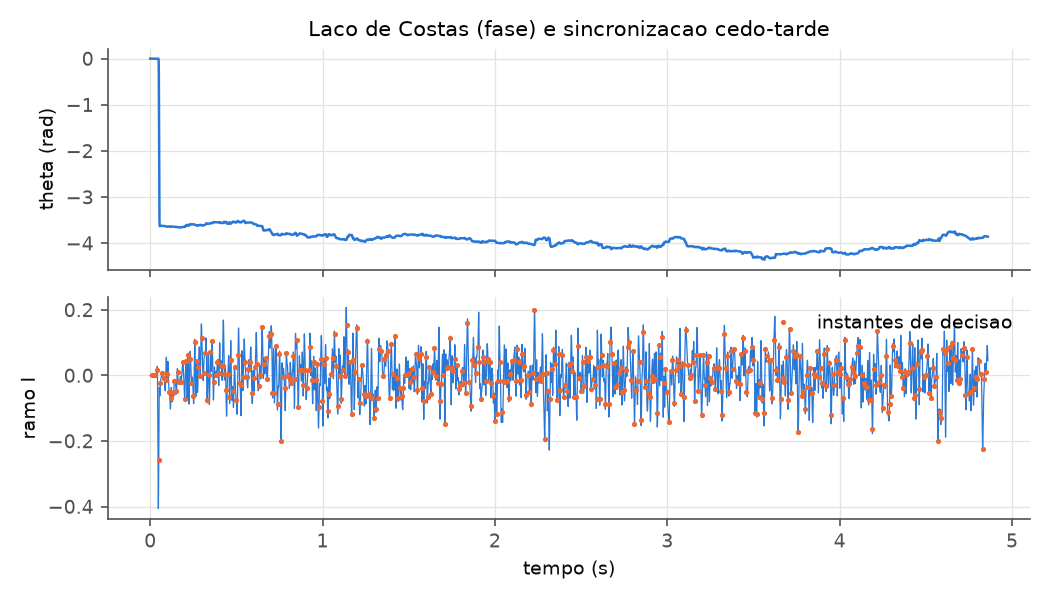 Laco de Costas (fase) e sincronizacao cedo-tarde
theta (rad)
0
−1
−2
−3
−4
ramo I
0.2
0.0
−0.2
−0.4
instantes de decisao
0 1 2 3 4 5
tempo (s)